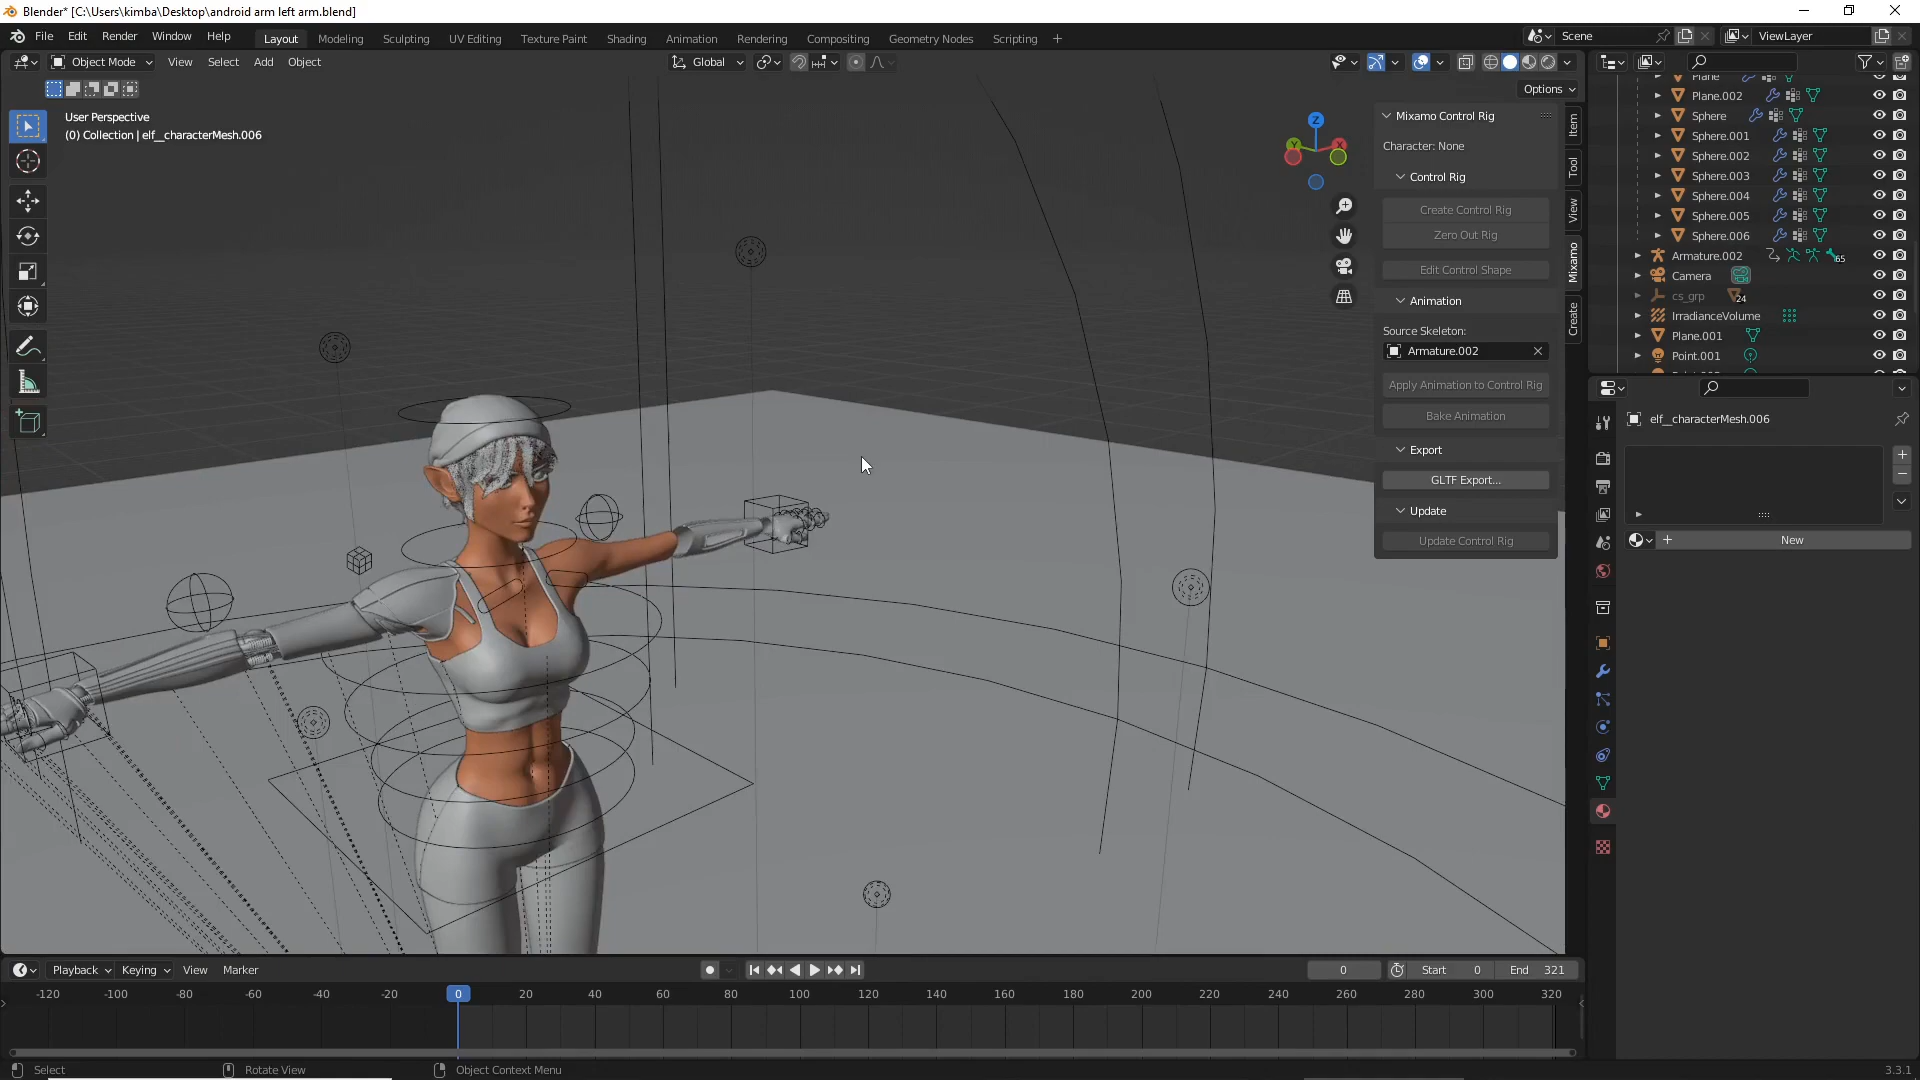 Blender* [C:\Users\kimba\Desktop\android arm left arm.blend]
File Edit Render Window Help Layout Modeling Sculpting UV Editing Texture Paint Shading Animation Rendering Compositing Geometry Nodes Scripting + Scene ViewLayer
Object Mode View Select Add Object Global
Options
User Perspective
(0) Collection | elf__characterMesh.006
Z
Y
X
Mixamo Control Rig
Character: None
Control Rig
Create Control Rig
Zero Out Rig
Edit Control Shape
Animation
Source Skeleton:
Armature.002
Apply Animation to Control Rig
Bake Animation
Export
GLTF Export...
Update
Update Control Rig
Item
Tool
View
Mixamo
Create
Plane
Plane.002
Sphere
Sphere.001
Sphere.002
Sphere.003
Sphere.004
Sphere.005
Sphere.006
Armature.002 65
Camera
cs_grp 24
IrradianceVolume
Plane.001
Point.001
elf__characterMesh.006
New
Playback Keying View Marker 0 Start 0 End 321
-120 -100 -80 -60 -40 -20 0 20 40 60 80 100 120 140 160 180 200 220 240 260 280 300 320
Select Rotate View Object Context Menu 3.3.1